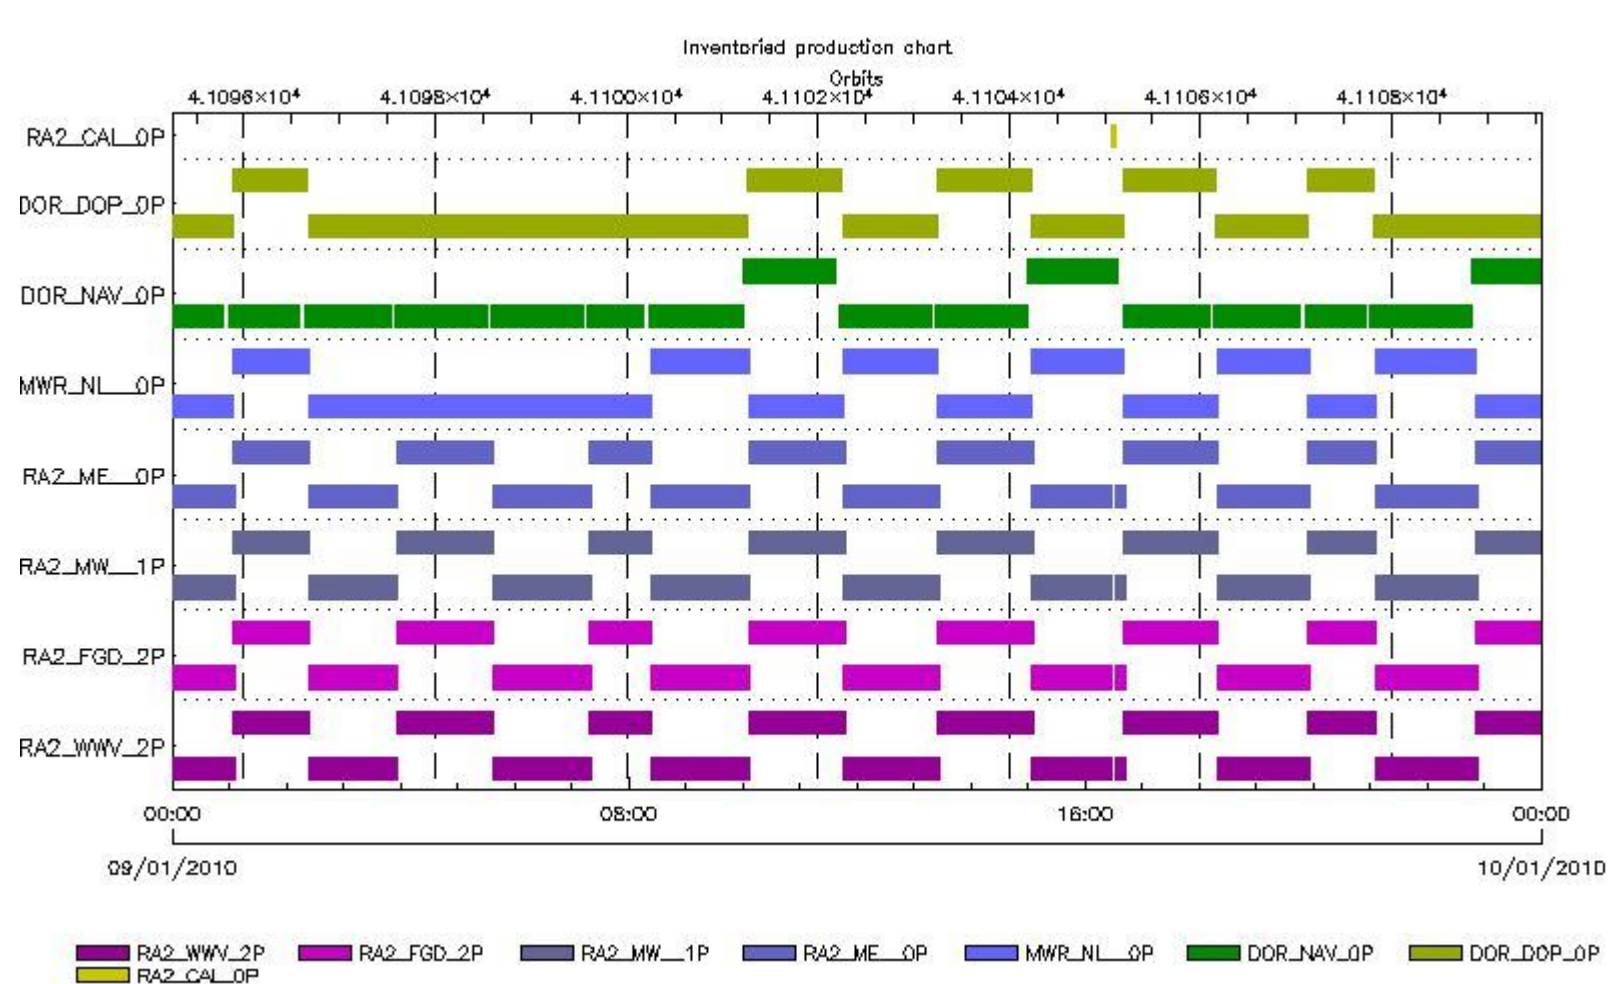 Inventoried production chart
Orbits
4.1096×10⁴ 4.1098×10⁴ 4.1100×10⁴ 4.1102×10⁴ 4.1104×10⁴ 4.1106×10⁴ 4.1108×10⁴
RA2_CAL_0P
DOR_DOP_0P
DOR_NAV_0P
MWR_NL__0P
RA2_ME__0P
RA2_MW__1P
RA2_FGD_2P
RA2_WWV_2P
00:00 08:00 16:00 00:00
09/01/2010 10/01/2010
RA2_WWV_2P RA2_FGD_2P RA2_MW__1P RA2_ME__0P MWR_NL__0P DOR_NAV_0P DOR_DOP_0P
RA2_CAL_0P